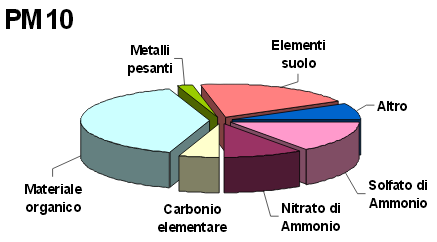 PM10
Metalli
pesanti
Elementi
suolo
Altro
Materiale
organico
Carbonio
elementare
Nitrato di
Ammonio
Solfato di
Ammonio